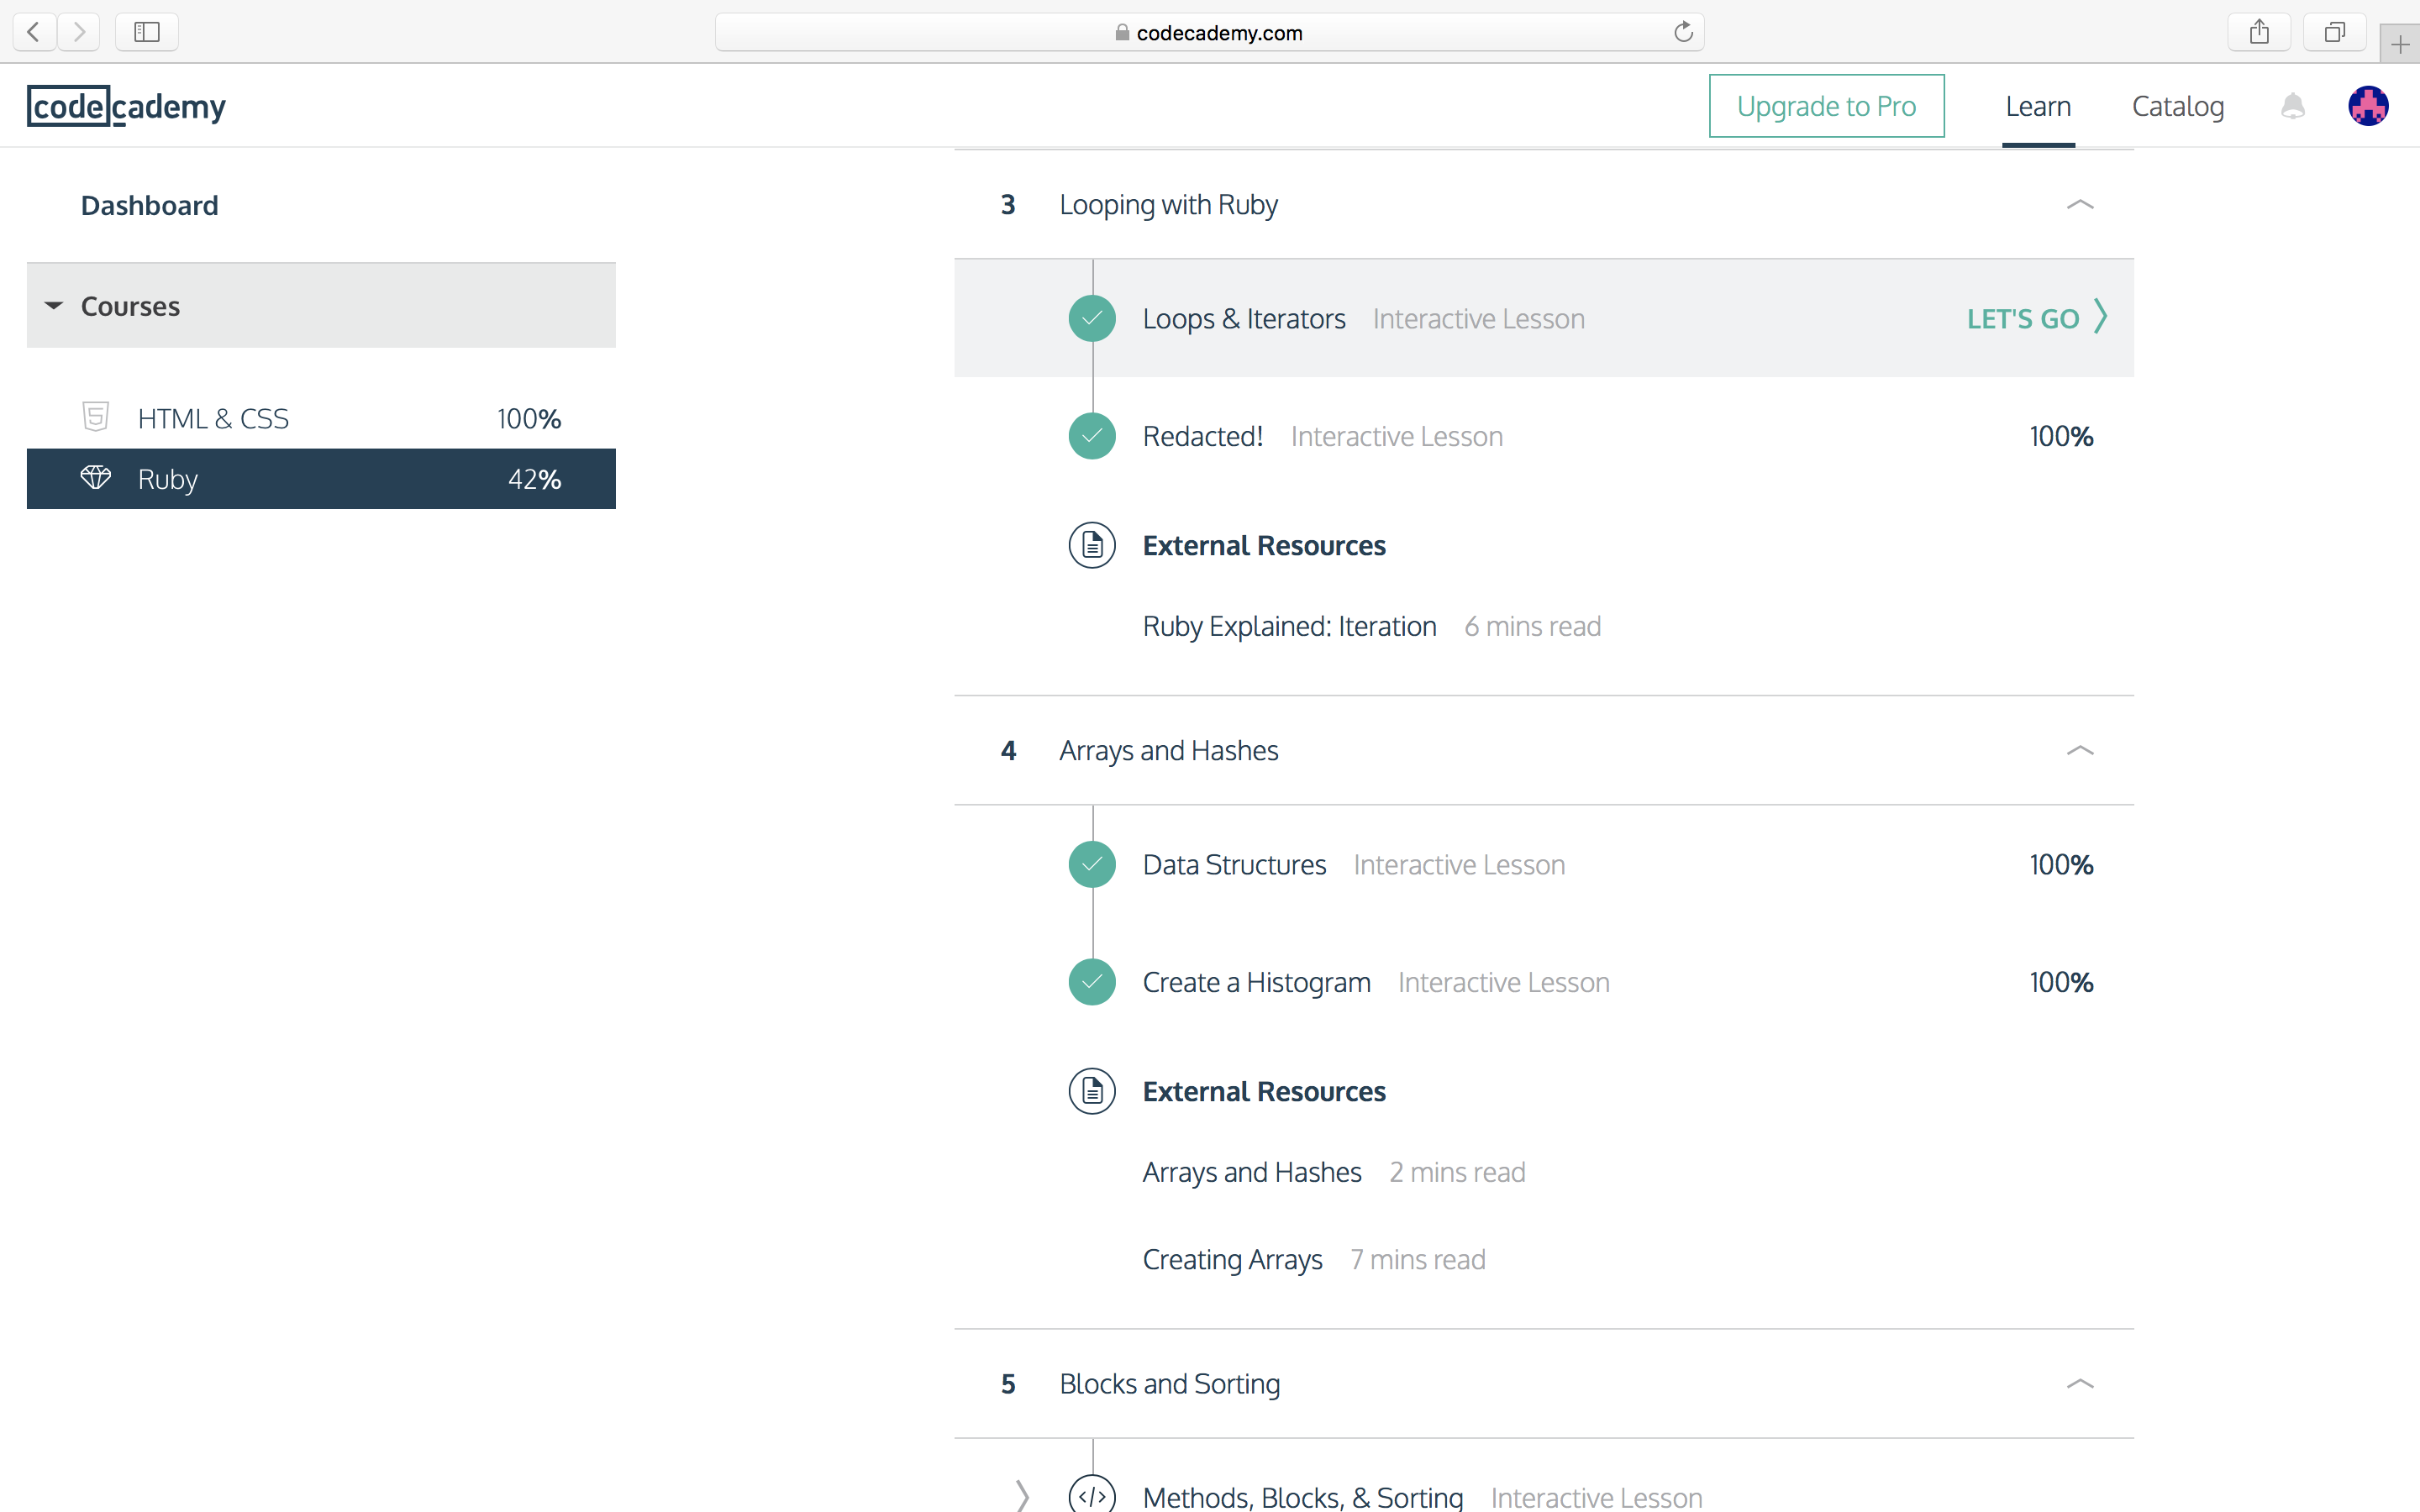 codecademy.com
codecademy
Upgrade to Pro
Learn
Catalog
Dashboard
Courses
HTML & CSS 100%
Ruby 42%
3 Looping with Ruby
Loops & Iterators Interactive Lesson LET'S GO
Redacted! Interactive Lesson 100%
External Resources
Ruby Explained: Iteration 6 mins read
4 Arrays and Hashes
Data Structures Interactive Lesson 100%
Create a Histogram Interactive Lesson 100%
External Resources
Arrays and Hashes 2 mins read
Creating Arrays 7 mins read
5 Blocks and Sorting
</> Methods, Blocks, & Sorting Interactive Lesson